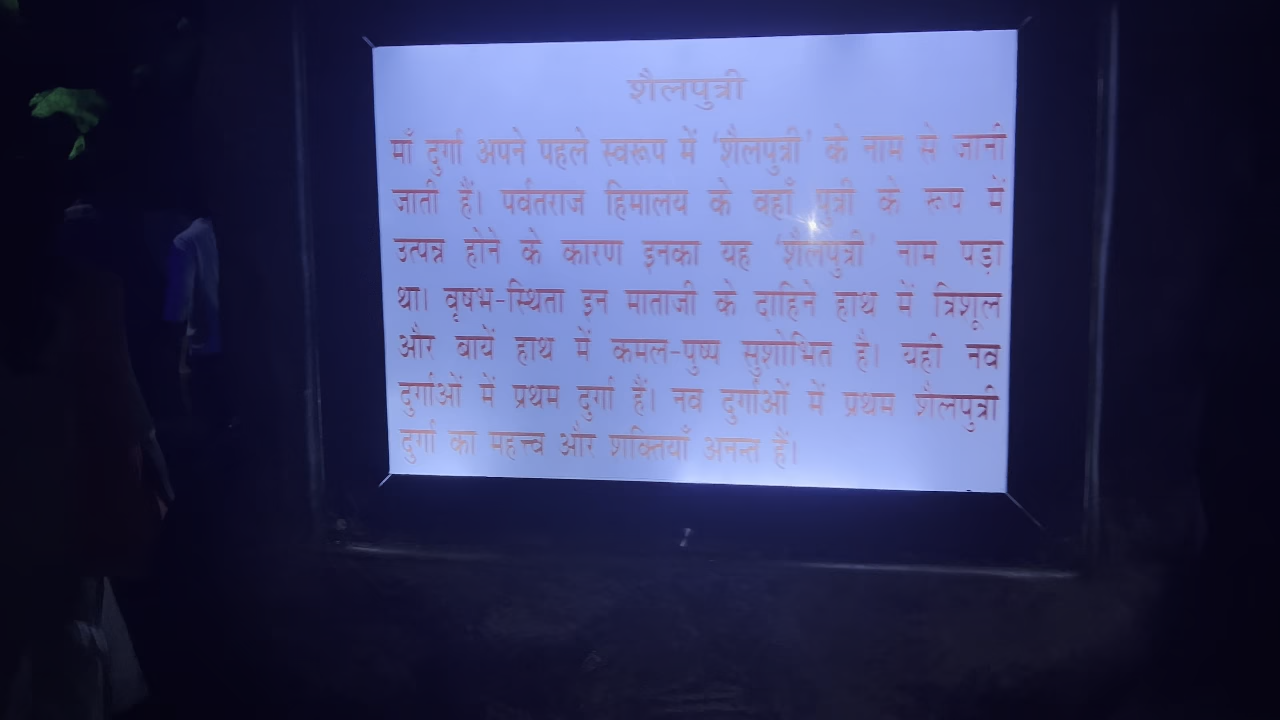 शैलपुत्री
माँ दुर्गा अपने पहले स्वरूप में 'शैलपुत्री' के नाम से जानी
जाती हैं। पर्वतराज हिमालय के वहाँ पुत्री के रूप में
उत्पन्न होने के कारण इनका यह 'शैलपुत्री' नाम पड़ा
था। वृषभ-स्थिता इन माताजी के दाहिने हाथ में त्रिशूल
और बायें हाथ में कमल-पुष्प सुशोभित है। यही नव
दुर्गाओं में प्रथम दुर्गा हैं। नव दुर्गाओं में प्रथम शैलपुत्री
दुर्गा का महत्त्व और शक्तियाँ अनन्त हैं।